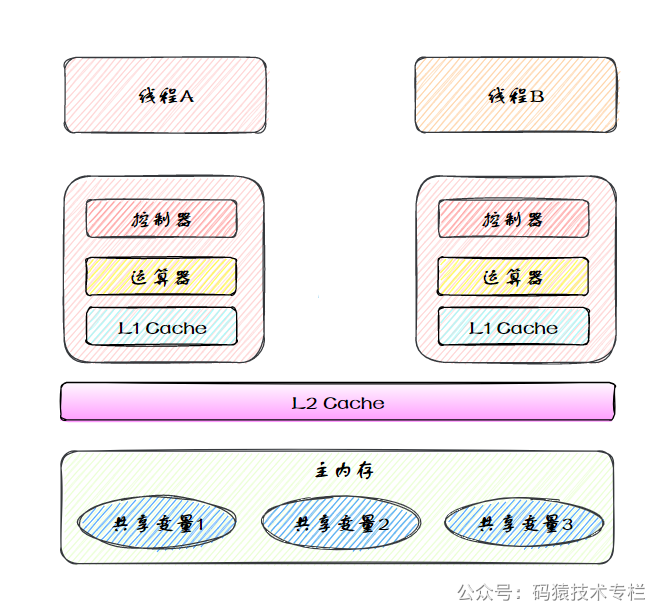 线程A
线程B
控制器
运算器
L1 Cache
控制器
运算器
L1 Cache
L2 Cache
主内存
共享变量1
共享变量2
共享变量3
公众号：码猿技术专栏